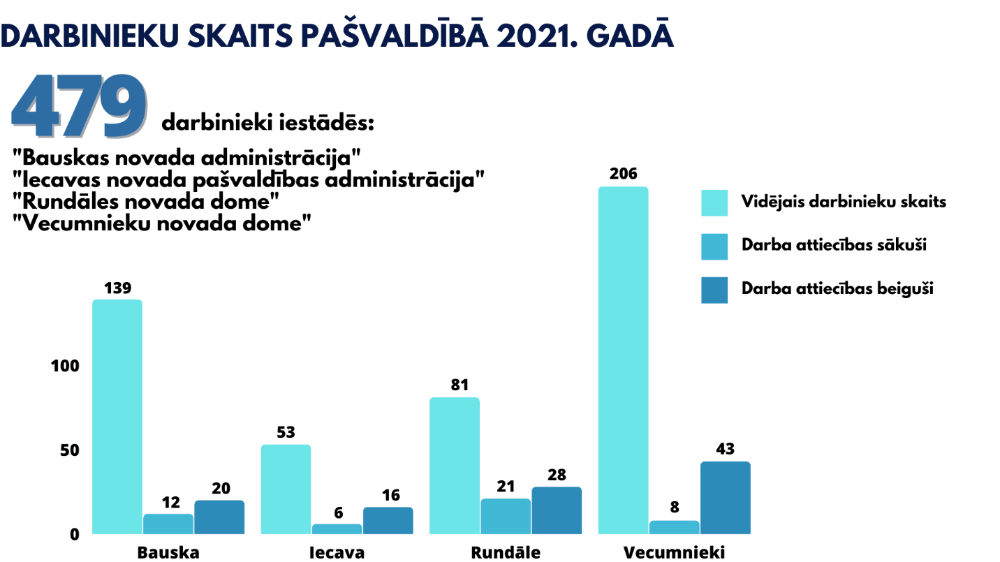 DARBINIEKU SKAITS PAŠVALDĪBĀ 2021. GADĀ
479 darbinieki iestādēs:
"Bauskas novada administrācija"
"Iecavas novada pašvaldības administrācija"
"Rundāles novada dome"
"Vecumnieku novada dome"
206
Vidējais darbinieku skaits
Darba attiecības sākuši
Darba attiecības beiguši
139
100
81
53
50
43
28
21
20
16
12
8
6
0
Bauska Iecava Rundāle Vecumnieki